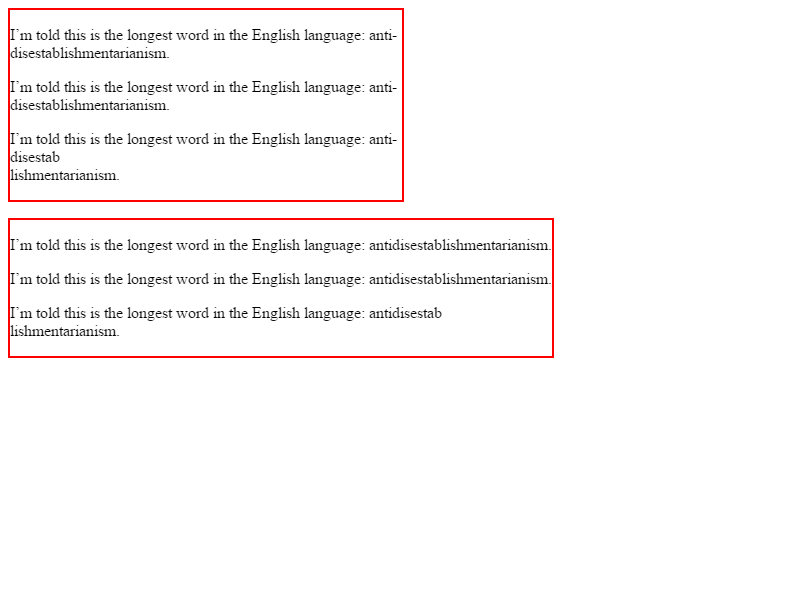 I’m told this is the longest word in the English language: anti-
disestablishmentarianism.
I’m told this is the longest word in the English language: anti-
disestablishmentarianism.
I’m told this is the longest word in the English language: anti-
disestab
lishmentarianism.
I’m told this is the longest word in the English language: antidisestablishmentarianism.
I’m told this is the longest word in the English language: antidisestablishmentarianism.
I’m told this is the longest word in the English language: antidisestab
lishmentarianism.